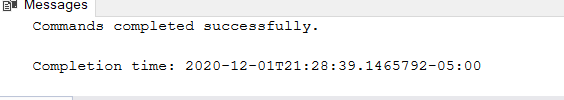 Messages
Commands completed successfully.
Completion time: 2020-12-01T21:28:39.1465792-05:00